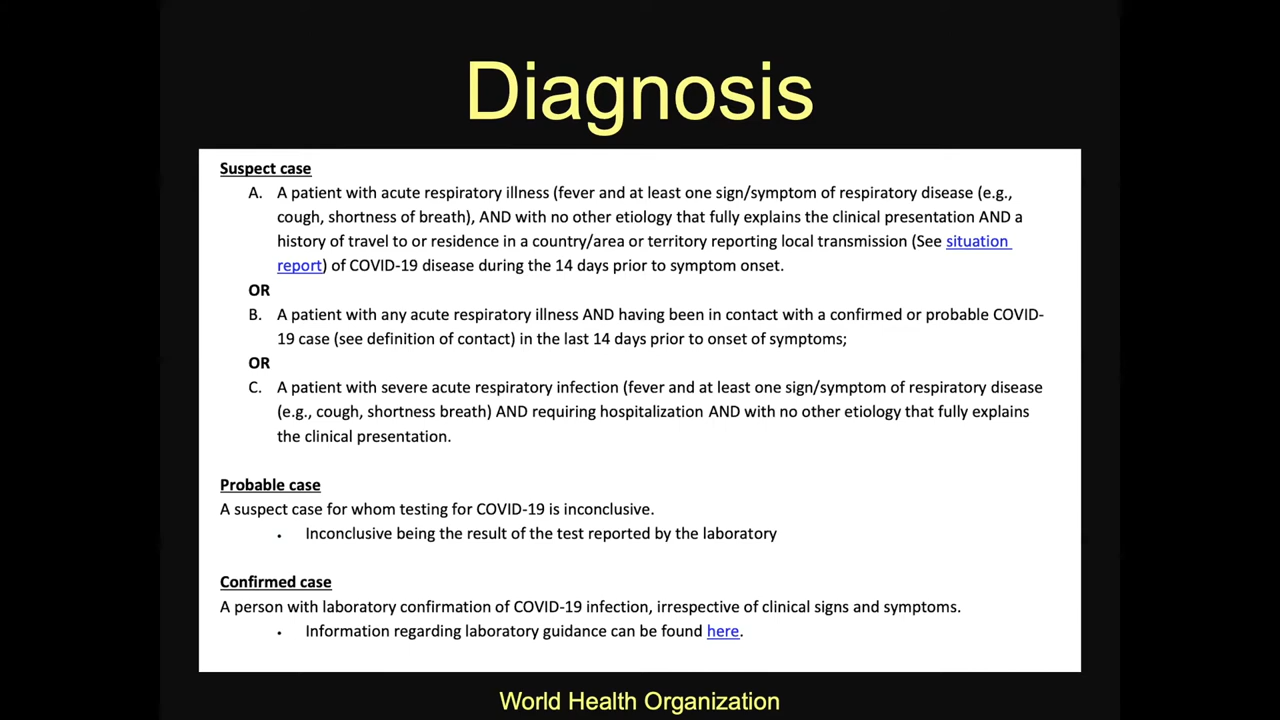 Diagnosis
Suspect case
A. A patient with acute respiratory illness (fever and at least one sign/symptom of respiratory disease (e.g.,
cough, shortness of breath), AND with no other etiology that fully explains the clinical presentation AND a
history of travel to or residence in a country/area or territory reporting local transmission (See situation
report) of COVID-19 disease during the 14 days prior to symptom onset.
OR
B. A patient with any acute respiratory illness AND having been in contact with a confirmed or probable COVID-
19 case (see definition of contact) in the last 14 days prior to onset of symptoms;
OR
C. A patient with severe acute respiratory infection (fever and at least one sign/symptom of respiratory disease
(e.g., cough, shortness breath) AND requiring hospitalization AND with no other etiology that fully explains
the clinical presentation.
Probable case
A suspect case for whom testing for COVID-19 is inconclusive.
• Inconclusive being the result of the test reported by the laboratory
Confirmed case
A person with laboratory confirmation of COVID-19 infection, irrespective of clinical signs and symptoms.
• Information regarding laboratory guidance can be found here.
World Health Organization